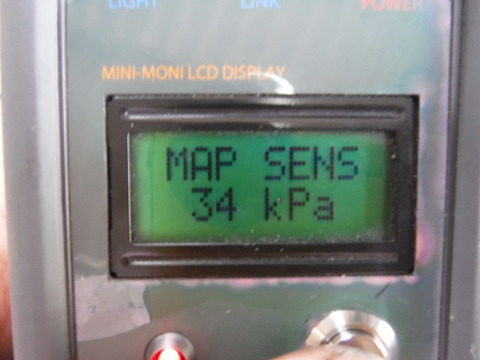 LIGHT LINK POWER
MINI-MONI LCD DISPLAY
MAP SENS
34 kPa